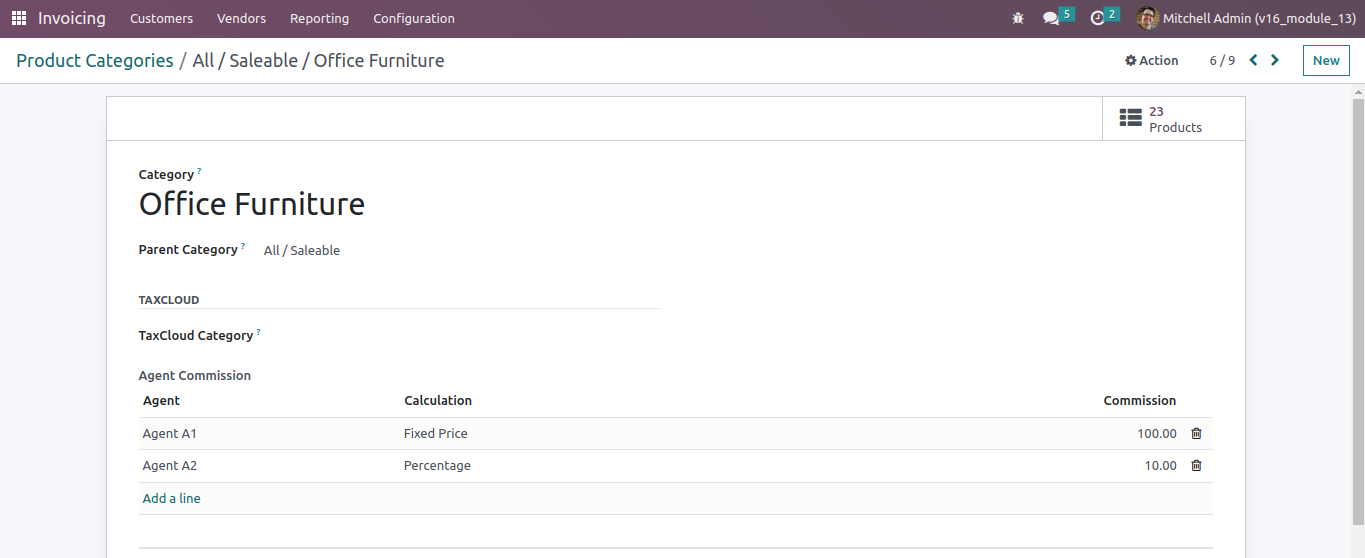 Invoicing Customers Vendors Reporting Configuration 5 2 Mitchell Admin (v16_module_13)
Product Categories / All / Saleable / Office Furniture Action 6 / 9 New
23
Products
Category ?
Office Furniture
Parent Category ? All / Saleable
TAXCLOUD
TaxCloud Category ?
Agent Commission
Agent Calculation Commission
Agent A1 Fixed Price 100.00
Agent A2 Percentage 10.00
Add a line